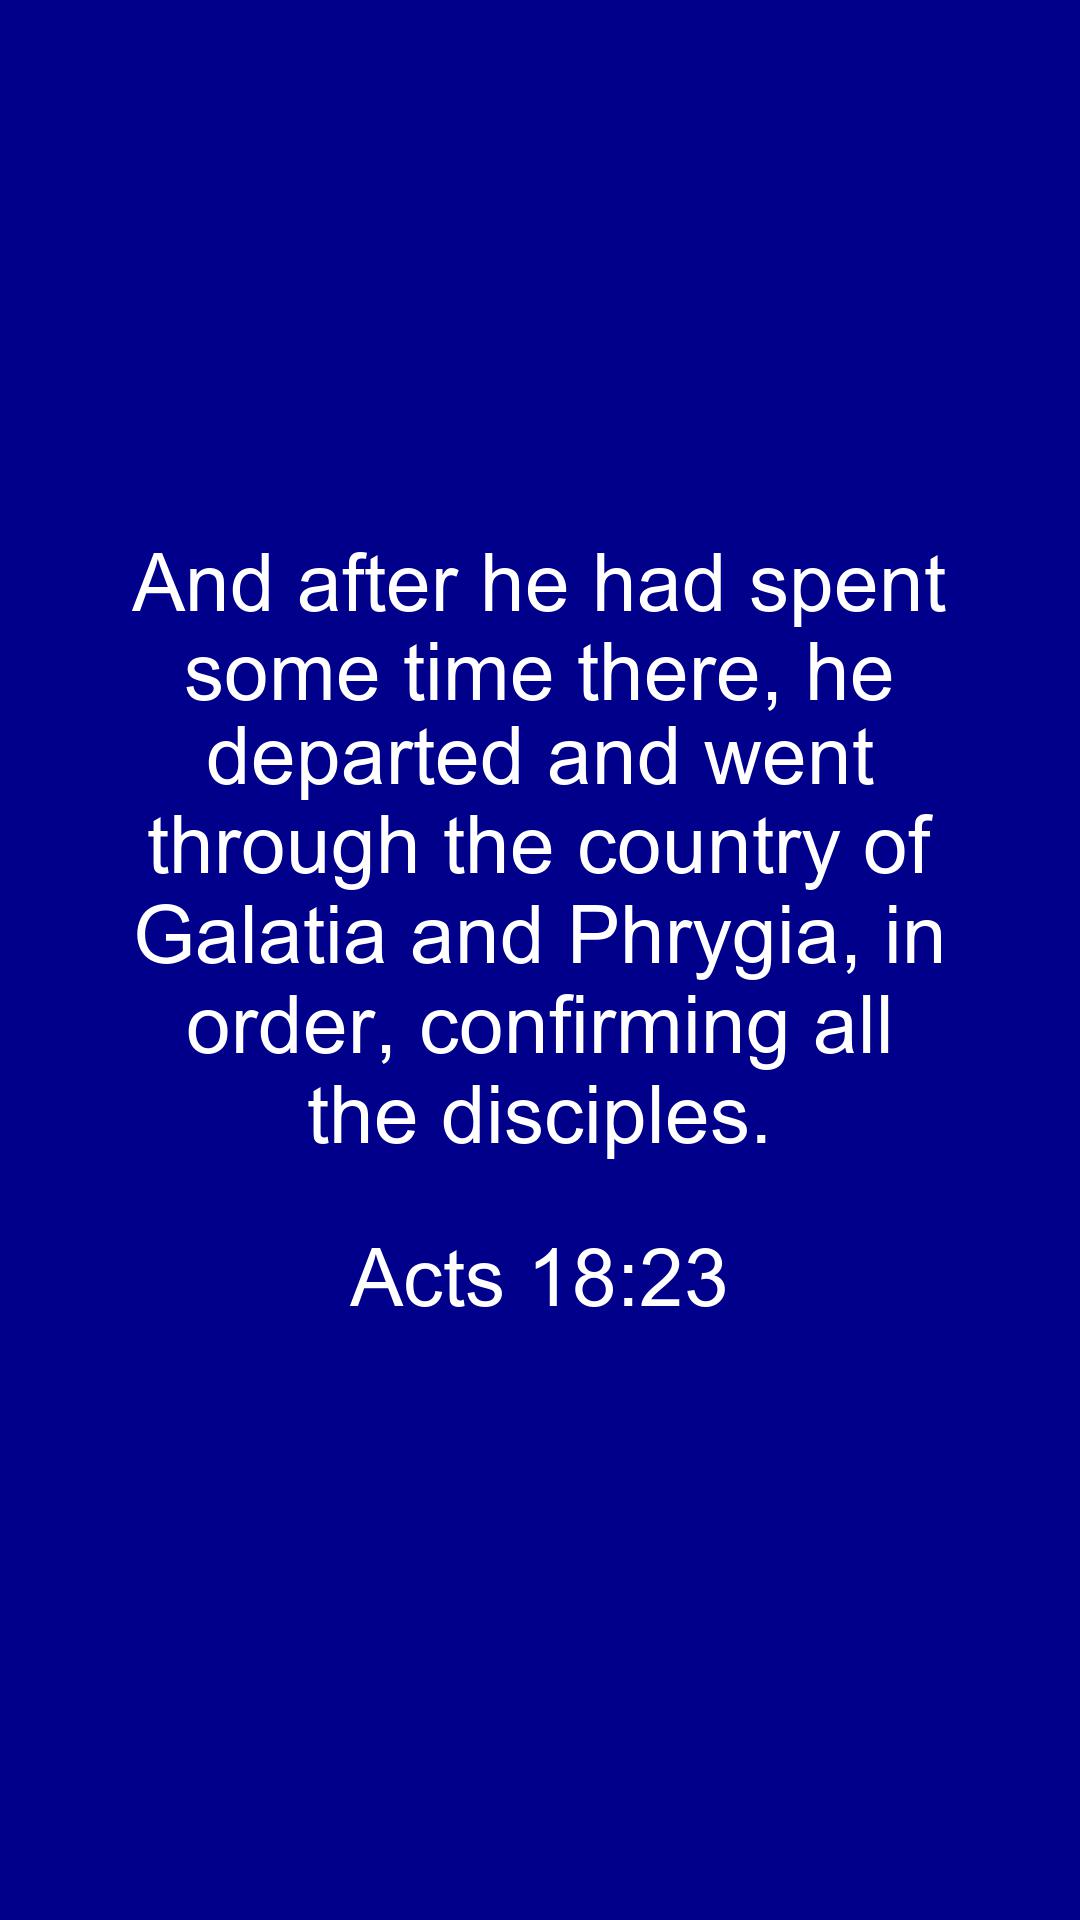 And after he had spent
some time there, he
departed and went
through the country of
Galatia and Phrygia, in
order, confirming all
the disciples.
Acts 18:23